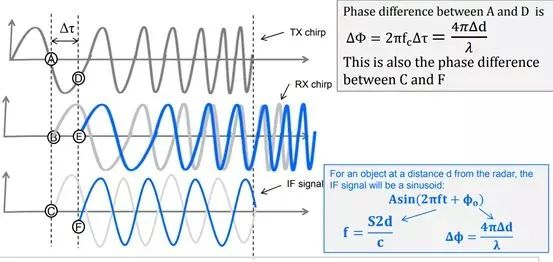 Δτ
TX chirp
A
D
RX chirp
B
E
IF signal
C
F
Phase difference between A and D is
ΔΦ = 2πf_cΔτ = 4πΔd/λ
This is also the phase difference
between C and F
For an object at a distance d from the radar, the
IF signal will be a sinusoid:
Asin(2πft + ϕ₀)
f = S2d/c
Δϕ = 4πΔd/λ